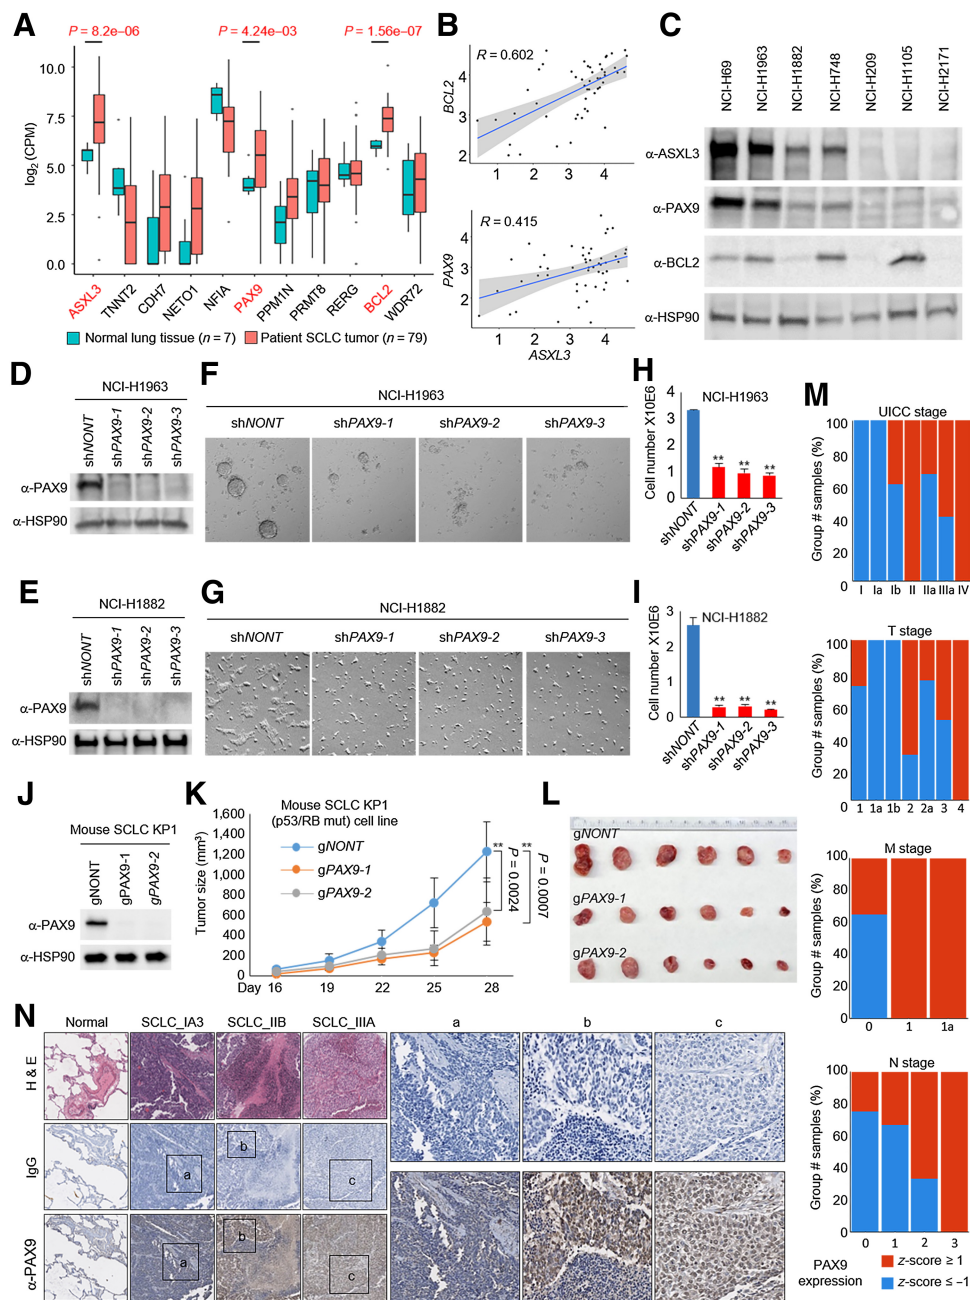 A
P = 8.2e−06
P = 4.24e−03
P = 1.56e−07
log2 (CPM)
10.0
7.5
5.0
2.5
0.0
ASXL3
TNNT2
CDH7
NETO1
NFIA
PAX9
PPM1N
PRMT8
RERG
BCL2
WDR72
Normal lung tissue (n = 7)
Patient SCLC tumor (n = 79)
B
R = 0.602
BCL2
4
3
2
1 2 3 4
R = 0.415
PAX9
4
3
2
1 2 3 4
ASXL3
C
NCI-H69
NCI-H1963
NCI-H1882
NCI-H748
NCI-H209
NCI-H1105
NCI-H2171
α-ASXL3
α-PAX9
α-BCL2
α-HSP90
D
NCI-H1963
shNONT
shPAX9-1
shPAX9-2
shPAX9-3
α-PAX9
α-HSP90
E
NCI-H1882
shNONT
shPAX9-1
shPAX9-2
shPAX9-3
α-PAX9
α-HSP90
F
NCI-H1963
shNONT shPAX9-1 shPAX9-2 shPAX9-3
G
NCI-H1882
shNONT shPAX9-1 shPAX9-2 shPAX9-3
H
NCI-H1963
Cell number X10E6
4
3
2
1
0
** ** **
shNONT
shPAX9-1
shPAX9-2
shPAX9-3
I
NCI-H1882
Cell number X10E6
3
2
1
0
** ** **
shNONT
shPAX9-1
shPAX9-2
shPAX9-3
J
Mouse SCLC KP1
gNONT
gPAX9-1
gPAX9-2
α-PAX9
α-HSP90
K
Mouse SCLC KP1
(p53/RB mut) cell line
Tumor size (mm3)
1,600
1,400
1,200
1,000
800
600
400
200
0
gNONT
gPAX9-1
gPAX9-2
** **
P = 0.0024
P = 0.0007
Day 16 19 22 25 28
L
gNONT
gPAX9-1
gPAX9-2
M
UICC stage
Group # samples (%)
100
80
60
40
20
0
I Ia Ib II IIa IIIa IV
T stage
Group # samples (%)
100
80
60
40
20
0
1 1a 1b 2 2a 3 4
M stage
Group # samples (%)
100
80
60
40
20
0
0 1 1a
N stage
Group # samples (%)
100
80
60
40
20
0
0 1 2 3
PAX9
expression
z-score ≥ 1
z-score ≤ −1
N
Normal SCLC_IA3 SCLC_IIB SCLC_IIIA a b c
H & E
IgG
a
b
c
α-PAX9
a
b
c